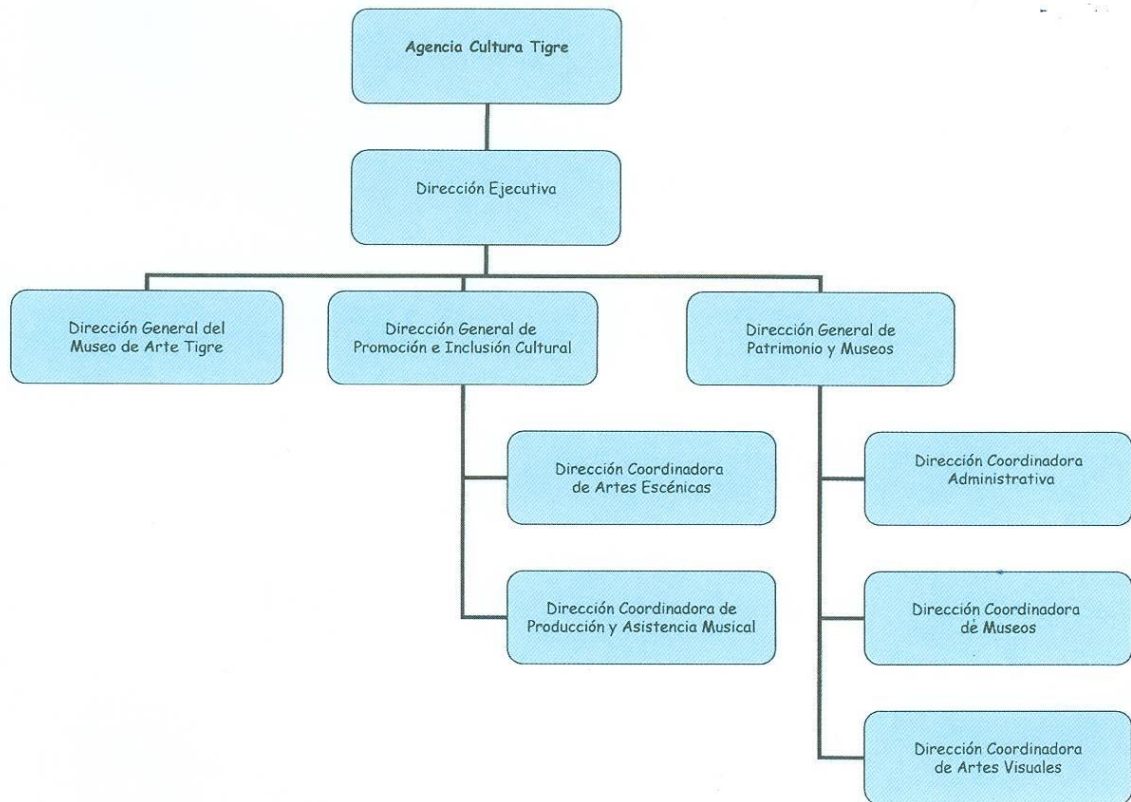 Agencia Cultura Tigre
Dirección Ejecutiva
Dirección General del
Museo de Arte Tigre
Dirección General de
Promoción e Inclusión Cultural
Dirección General de
Patrimonio y Museos
Dirección Coordinadora
de Artes Escénicas
Dirección Coordinadora de
Producción y Asistencia Musical
Dirección Coordinadora
Administrativa
Dirección Coordinadora
de Museos
Dirección Coordinadora
de Artes Visuales